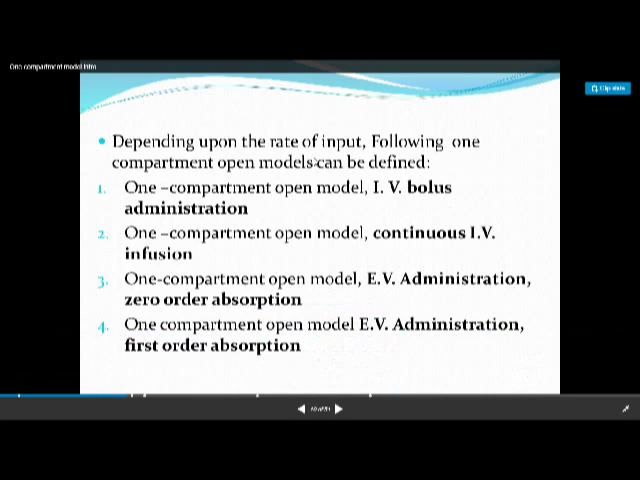 One compartment model.htm
Clip slide
• Depending upon the rate of input, Following one
compartment open models can be defined:
1. One –compartment open model, I. V. bolus
administration
2. One –compartment open model, continuous I.V.
infusion
3. One-compartment open model, E.V. Administration,
zero order absorption
4. One compartment open model E.V. Administration,
first order absorption